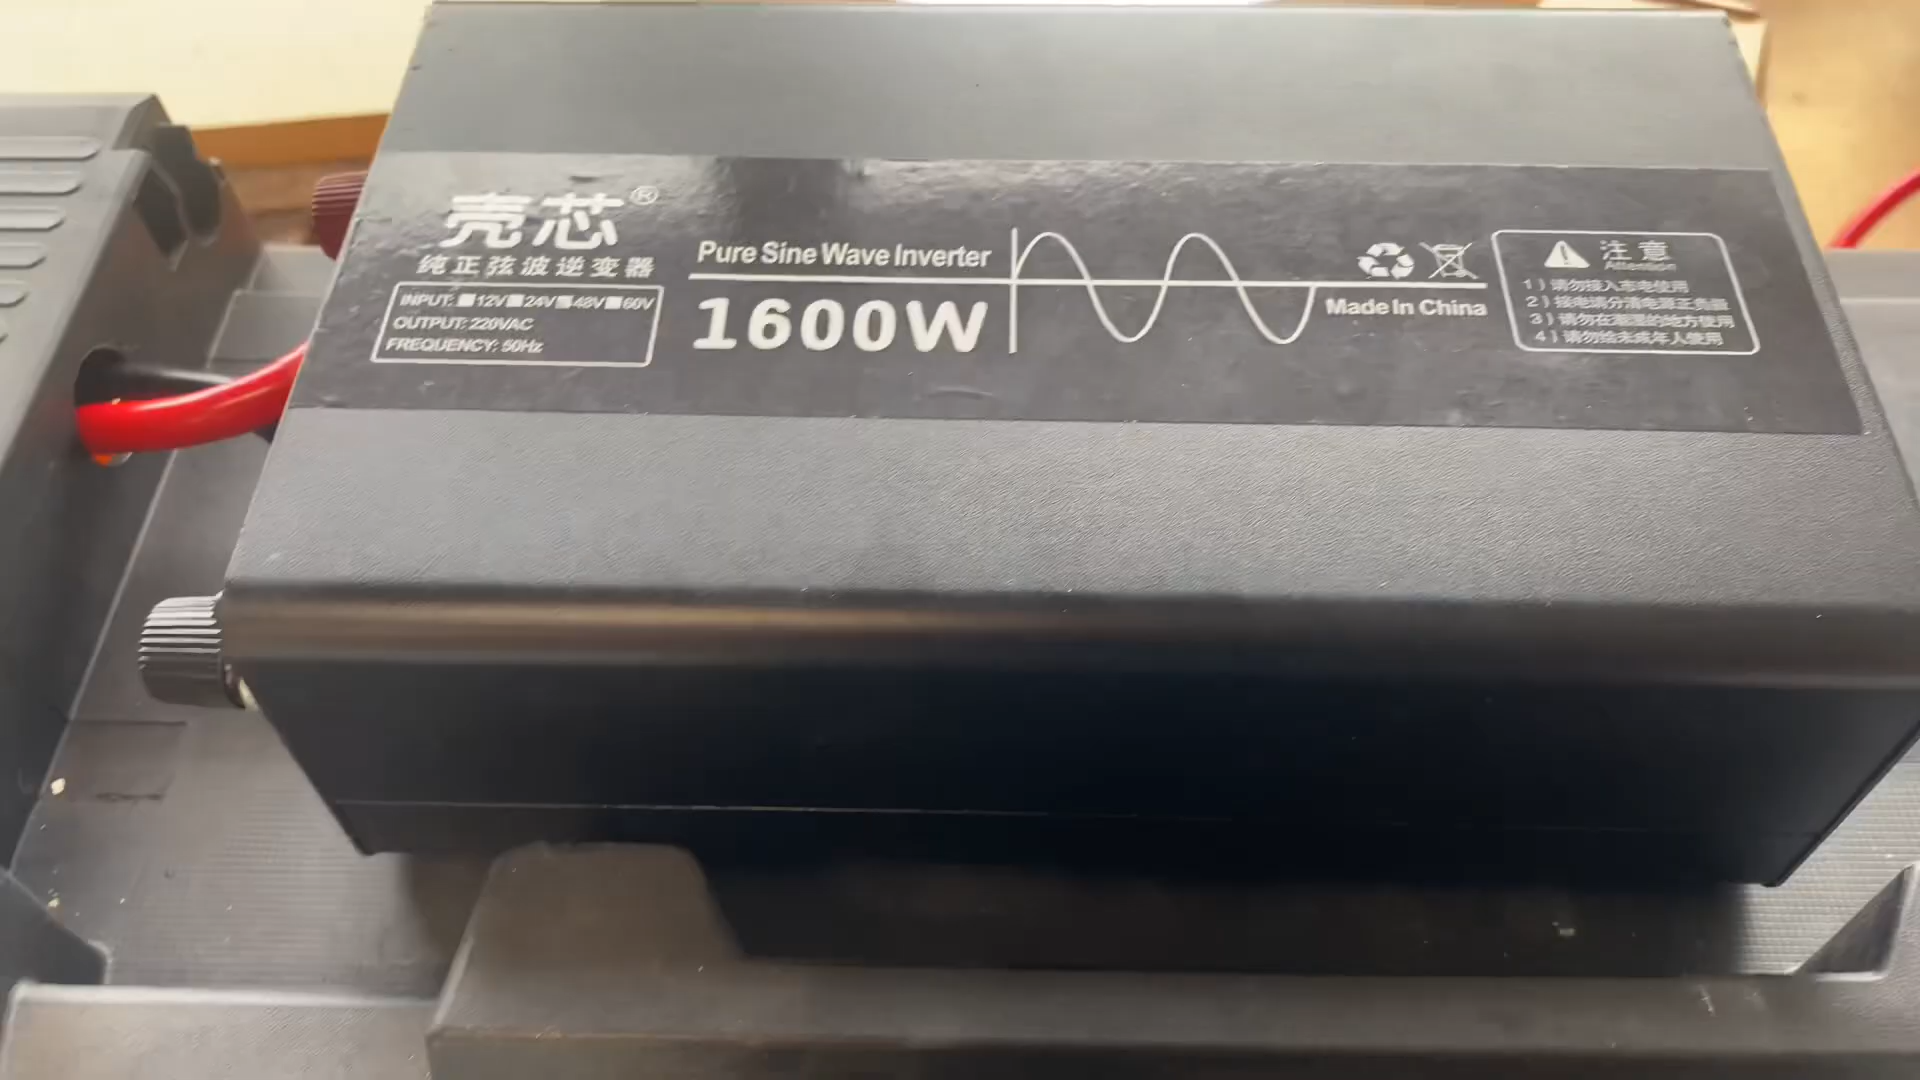 壳芯®
纯正弦波逆变器
INPUT: 12V 24V 48V 60V
OUTPUT: 220VAC
FREQUENCY: 50Hz
Pure Sine Wave Inverter
1600W
Made In China
注意
Attention
1）请勿接入市电使用
2）接电请分清电源正负极
3）请勿在潮湿的地方使用
4）请勿给未成年人使用